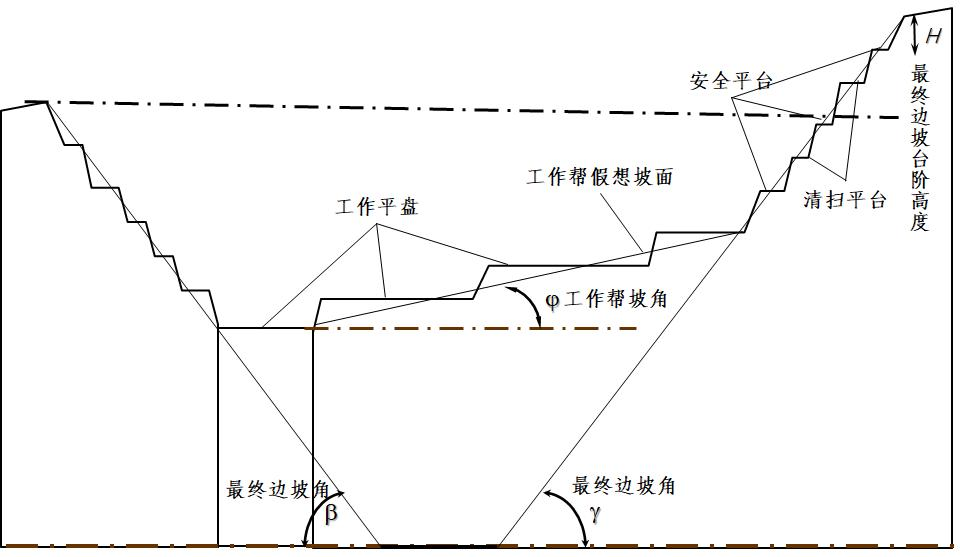 H
安全平台
最终边坡台阶高度
工作帮假想坡面
清扫平台
工作平盘
φ工作帮坡角
最终边坡角
β
最终边坡角
γ